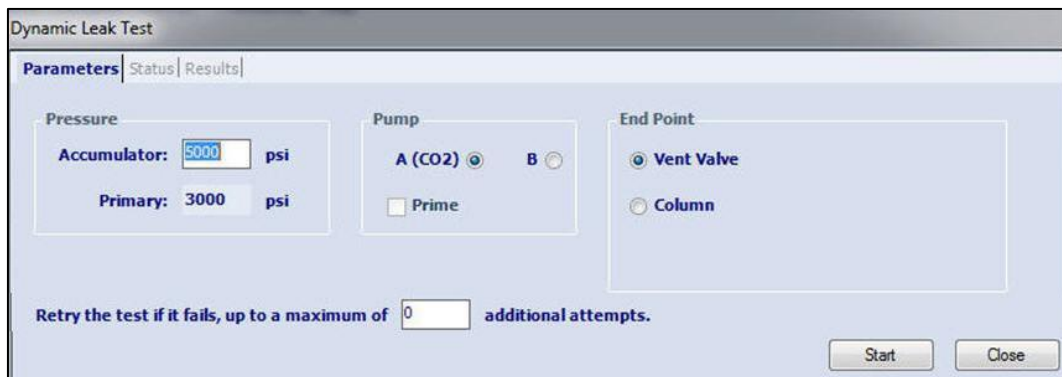 Dynamic Leak Test
Parameters Status Results
Pressure
Accumulator: 5000 psi
Primary: 3000 psi
Pump
A (CO2) B
Prime
End Point
Vent Valve
Column
Retry the test if it fails, up to a maximum of 0 additional attempts.
Start Close